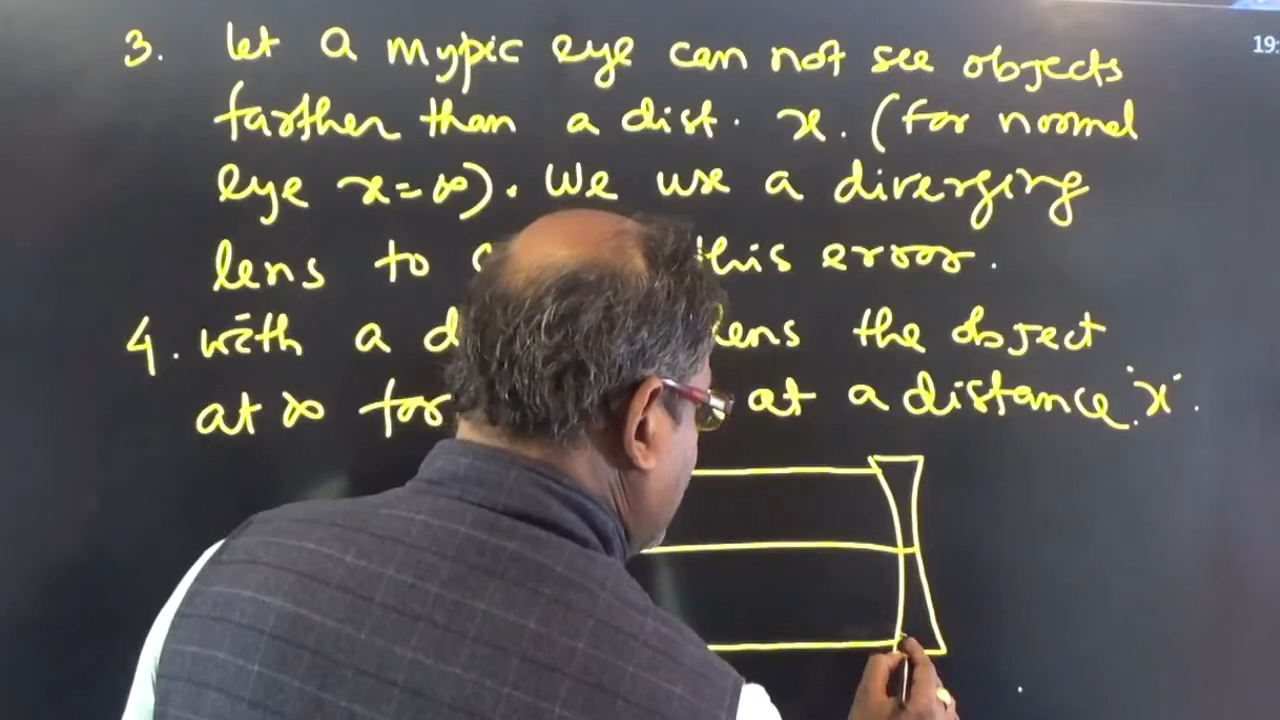 3. let a mypic eye can not see objects
farther than a dist. x. (for normal
eye x=∞). We use a diverging
lens to this error.
4. with a lens the object
at ∞ for at a distance 'x'.
19: